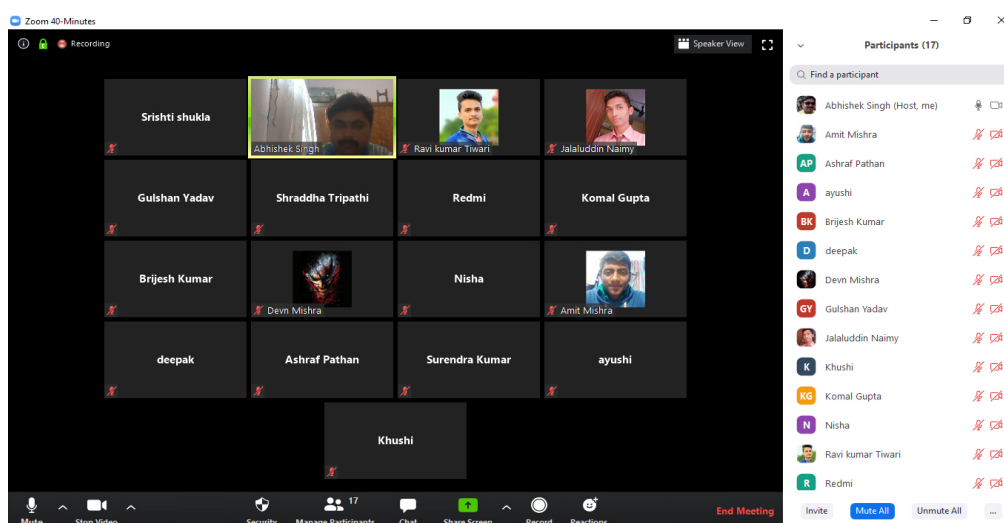 Zoom 40-Minutes
Recording
Speaker View
Participants (17)
Find a participant
Srishti shukla
Abhishek Singh
Ravi kumar Tiwari
Jalaluddin Naimy
Gulshan Yadav
Shraddha Tripathi
Redmi
Komal Gupta
Brijesh Kumar
Devn Mishra
Nisha
Amit Mishra
deepak
Ashraf Pathan
Surendra Kumar
ayushi
Khushi
Abhishek Singh (Host, me)
Amit Mishra
AP Ashraf Pathan
A ayushi
BK Brijesh Kumar
D deepak
Devn Mishra
GY Gulshan Yadav
Jalaluddin Naimy
K Khushi
KG Komal Gupta
N Nisha
Ravi kumar Tiwari
R Redmi
Mute
Stop Video
Security
17
Manage Participants
Chat
Share Screen
Record
Reactions
End Meeting
Invite
Mute All
Unmute All
...